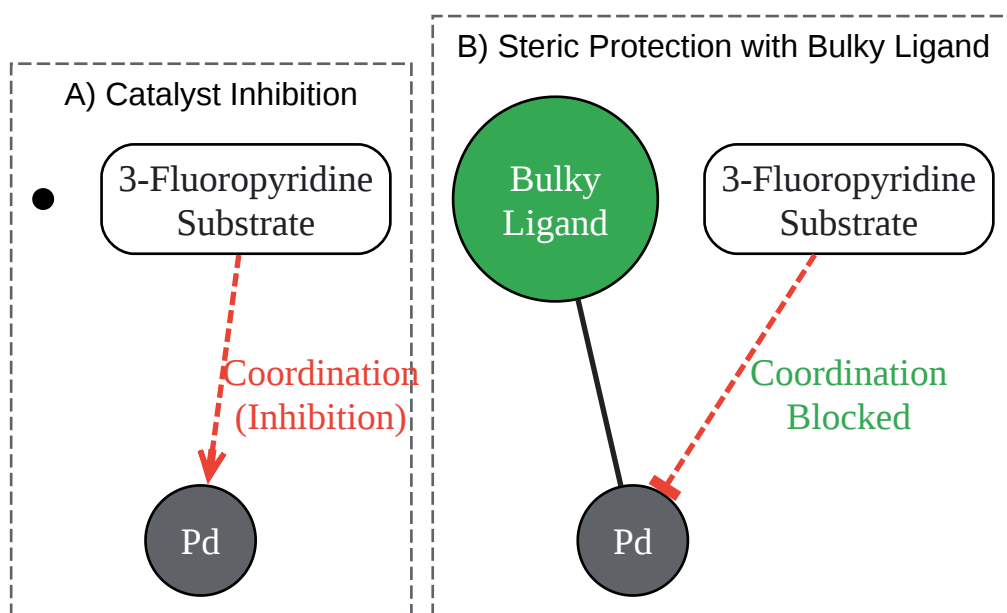 A) Catalyst Inhibition
3-Fluoropyridine
Substrate
Coordination
(Inhibition)
Pd
B) Steric Protection with Bulky Ligand
Bulky
Ligand
3-Fluoropyridine
Substrate
Coordination
Blocked
Pd